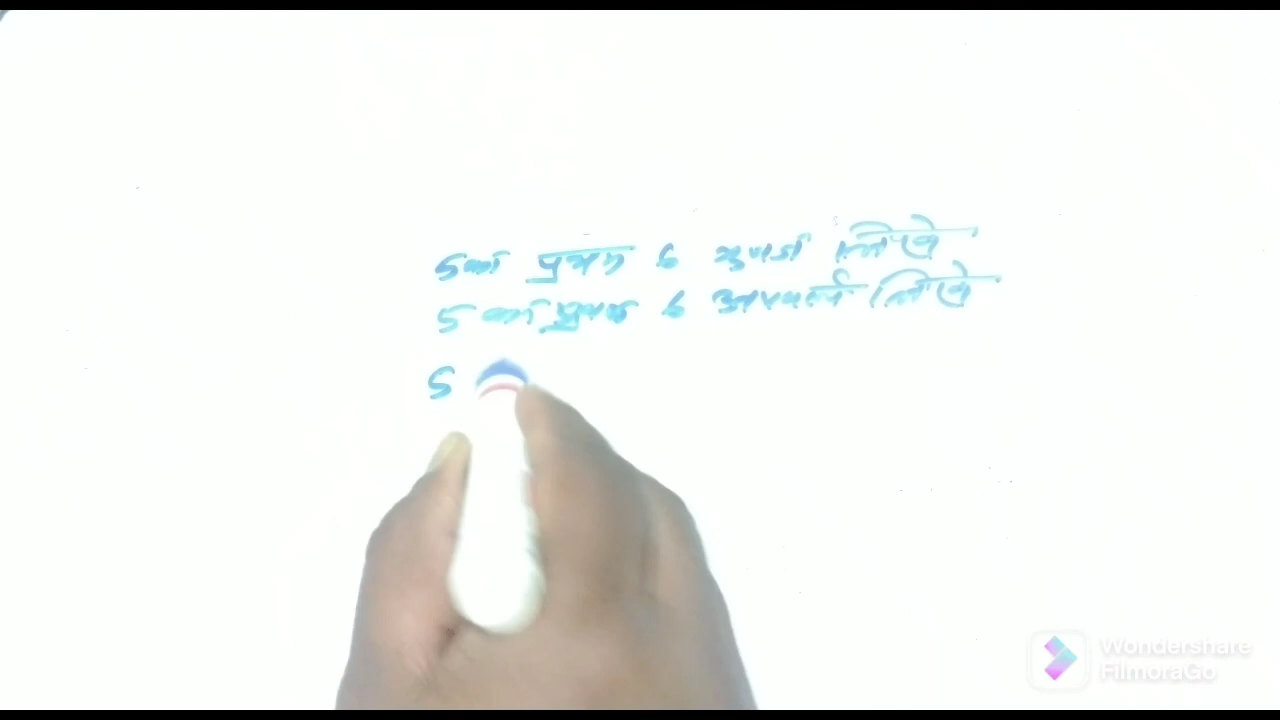 5 का प्रथम 6 गुणज लिखे
5 का प्रथम 6 अपवर्त्य लिखे
5
Wondershare
FilmoraGo